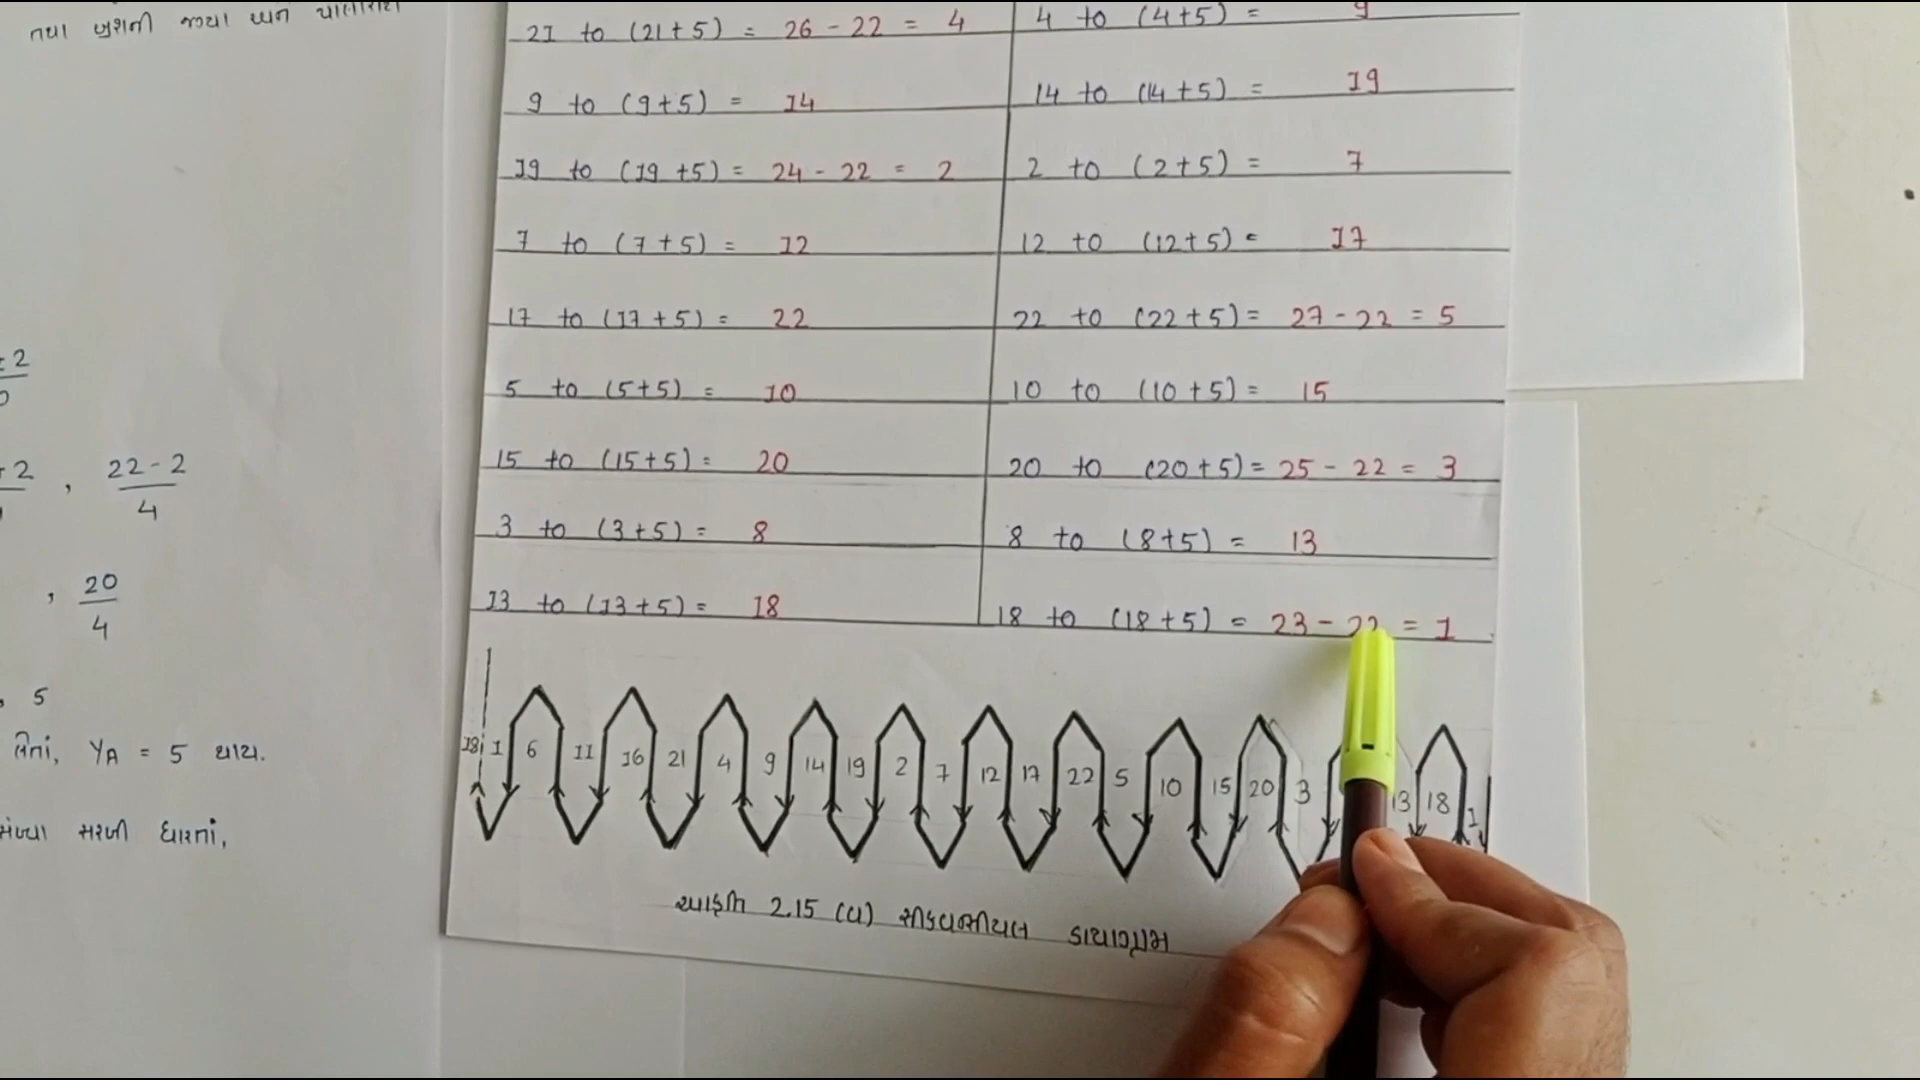 તથા ખુશની જગ્યા ધન
21 to (21+5) = 26 - 22 = 4
4 to (4+5) = 9
9 to (9+5) = 14
14 to (14+5) = 19
19 to (19+5) = 24 - 22 = 2
2 to (2+5) = 7
7 to (7+5) = 12
12 to (12+5) = 17
17 to (17+5) = 22
22 to (22+5) = 27 - 22 = 5
5 to (5+5) = 10
10 to (10+5) = 15
15 to (15+5) = 20
20 to (20+5) = 25 - 22 = 3
3 to (3+5) = 8
8 to (8+5) = 13
13 to (13+5) = 18
18 to (18+5) = 23 - 22 = 1
2
2 , 22-2
4
, 20
4
, 5
લેતાં, YA = 5 થાય.
સંખ્યા સરખી ધારતાં,
18 1 6 11 16 21 4 9 14 19 2 7 12 17 22 5 10 15 20 3 13 18 1
આકૃતિ 2.15 (બ) સીકવન્સીયલ ડાયાગ્રામ